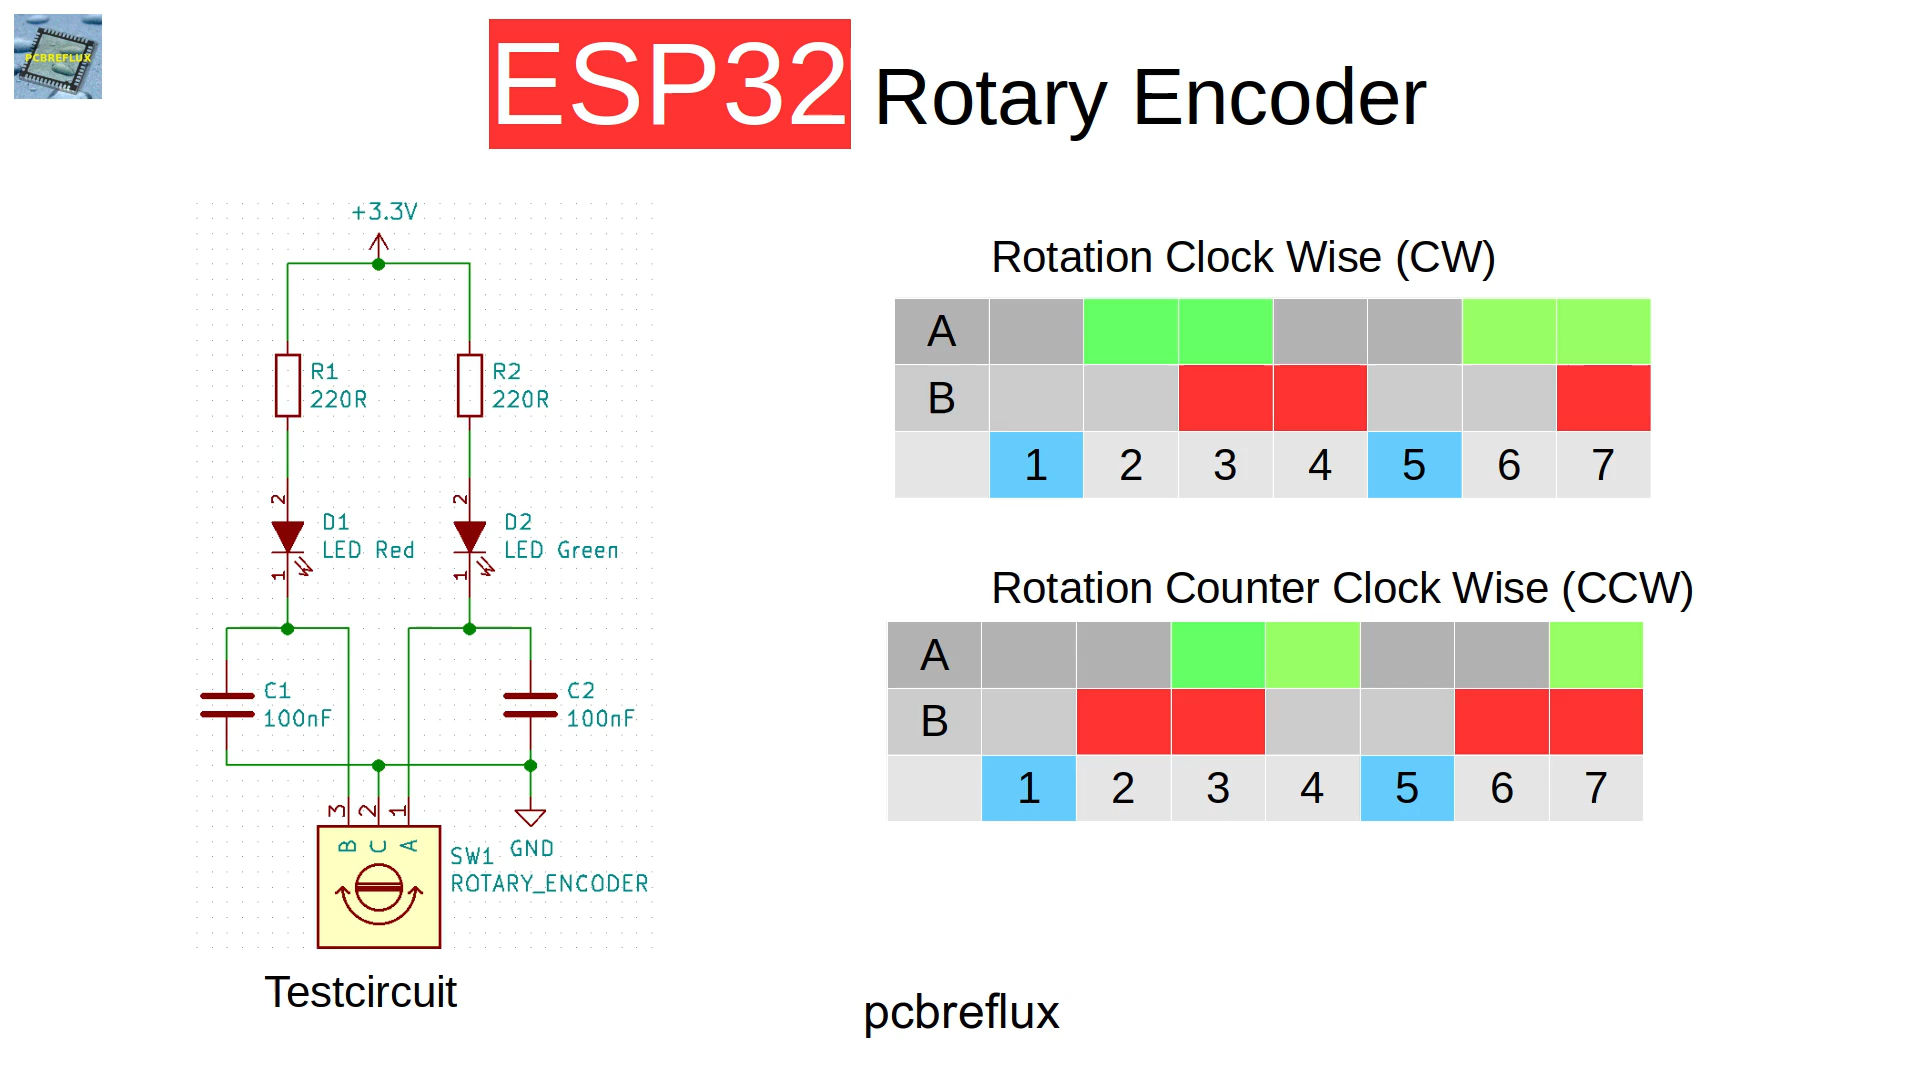 PCBREFLUX
ESP32 Rotary Encoder
+3.3V
R1
220R
R2
220R
2
D1
LED Red
1
2
D2
LED Green
1
C1
100nF
C2
100nF
3 2 1
B C A
SW1
ROTARY_ENCODER
GND
Testcircuit
Rotation Clock Wise (CW)
A
B
1 2 3 4 5 6 7
Rotation Counter Clock Wise (CCW)
A
B
1 2 3 4 5 6 7
pcbreflux